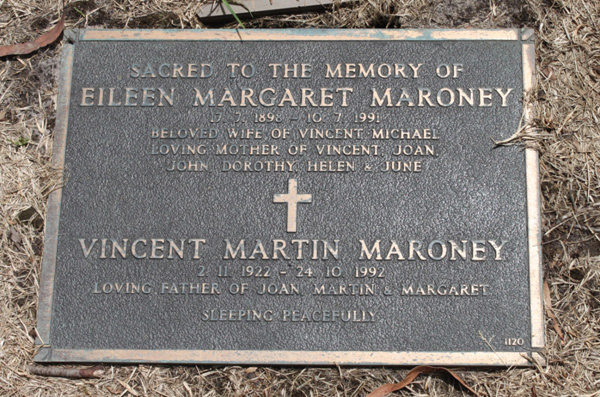 SACRED TO THE MEMORY OF
EILEEN MARGARET MARONEY
17. 7. 1898 - 10. 7. 1991
BELOVED WIFE OF VINCENT MICHAEL
LOVING MOTHER OF VINCENT, JOAN,
JOHN DOROTHY, HELEN & JUNE
VINCENT MARTIN MARONEY
2. 11. 1922 - 24. 10. 1992
LOVING FATHER OF JOAN, MARTIN & MARGARET
SLEEPING PEACEFULLY
1120